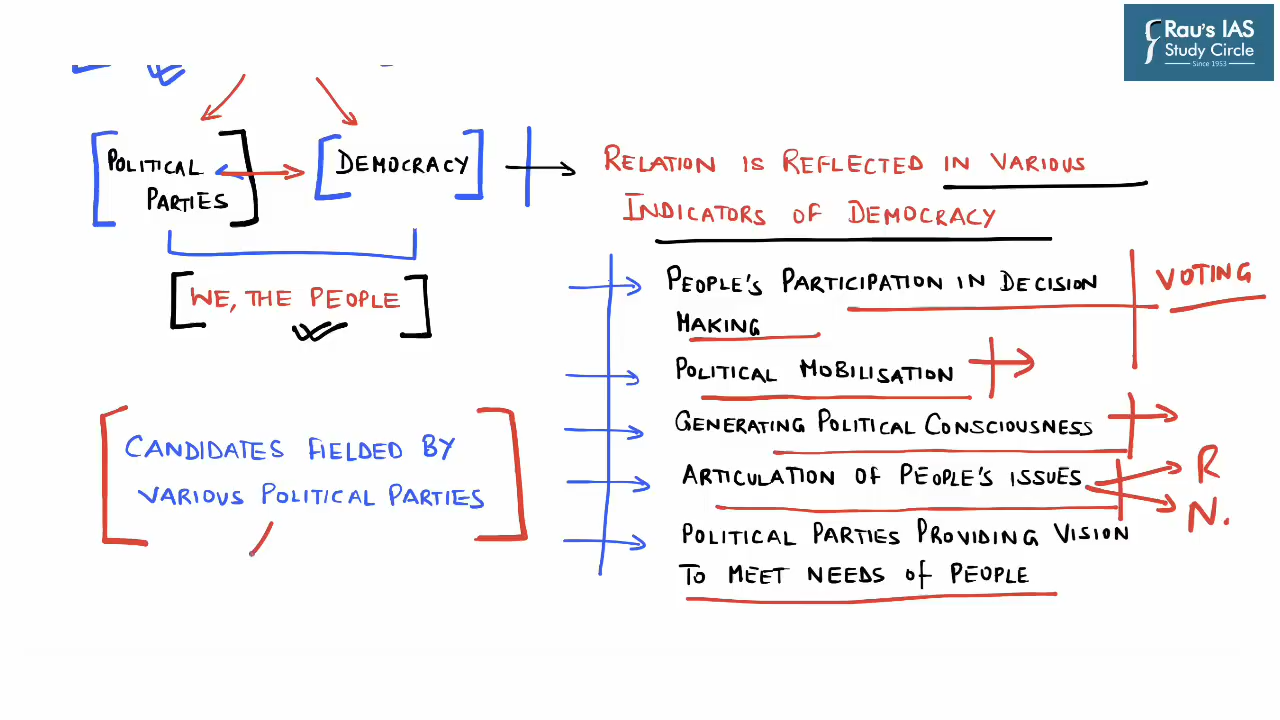 Rau's IAS
Study Circle
Since 1953
POLITICAL
PARTIES
DEMOCRACY
RELATION IS REFLECTED IN VARIOUS
INDICATORS OF DEMOCRACY
WE, THE PEOPLE
PEOPLE'S PARTICIPATION IN DECISION
MAKING
VOTING
POLITICAL MOBILISATION
GENERATING POLITICAL CONSCIOUSNESS
ARTICULATION OF PEOPLE'S ISSUES
R
N.
POLITICAL PARTIES PROVIDING VISION
TO MEET NEEDS OF PEOPLE
CANDIDATES FIELDED BY
VARIOUS POLITICAL PARTIES